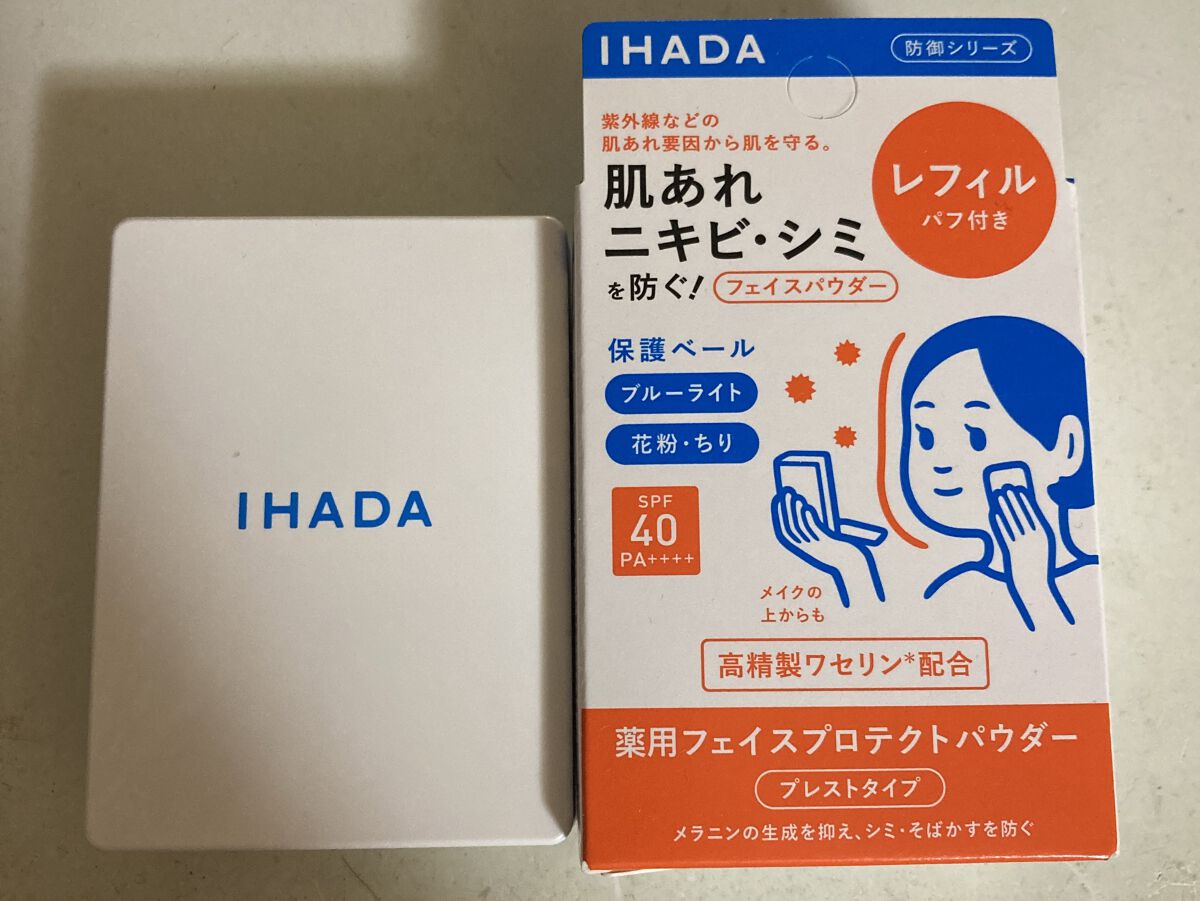 IHADA
IHADA
防御シリーズ
紫外線などの
肌あれ要因から肌を守る。
レフィル
パフ付き
肌あれ
ニキビ・シミ
を防ぐ!
フェイスパウダー
保護ベール
ブルーライト
花粉・ちり
SPF
40
PA++++
メイクの
上からも
高精製ワセリン*配合
薬用フェイスプロテクトパウダー
プレストタイプ
メラニンの生成を抑え、シミ・そばかすを防ぐ